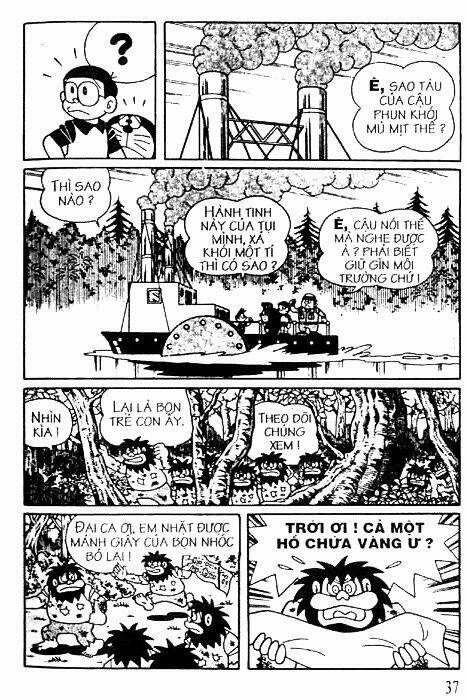 ?
È, SAO TÀU
CỦA CẬU
PHUN KHÓI
MÙ MỊT THẾ ?
THÌ SAO
NÀO ?
HÀNH TINH
NÀY CỦA TỤI
MÌNH, XẢ
KHÓI MỘT TÍ
THÌ CÓ SAO ?
Ê, CẬU NÓI THẾ
MÀ NGHE ĐƯỢC
À ? PHẢI BIẾT
GIỮ GÌN MÔI
TRƯỜNG CHỨ !
NHÌN
KÌA !
LẠI LÀ BỌN
TRẺ CON ẤY.
THEO DÕI
CHÚNG
XEM !
ĐẠI CA ƠI, EM NHẶT ĐƯỢC
MẢNH GIẤY CỦA BỌN NHÓC
BỎ LẠI !
TRỜI ƠI ! CẢ MỘT
HỐ CHỨA VÀNG Ư ?
37